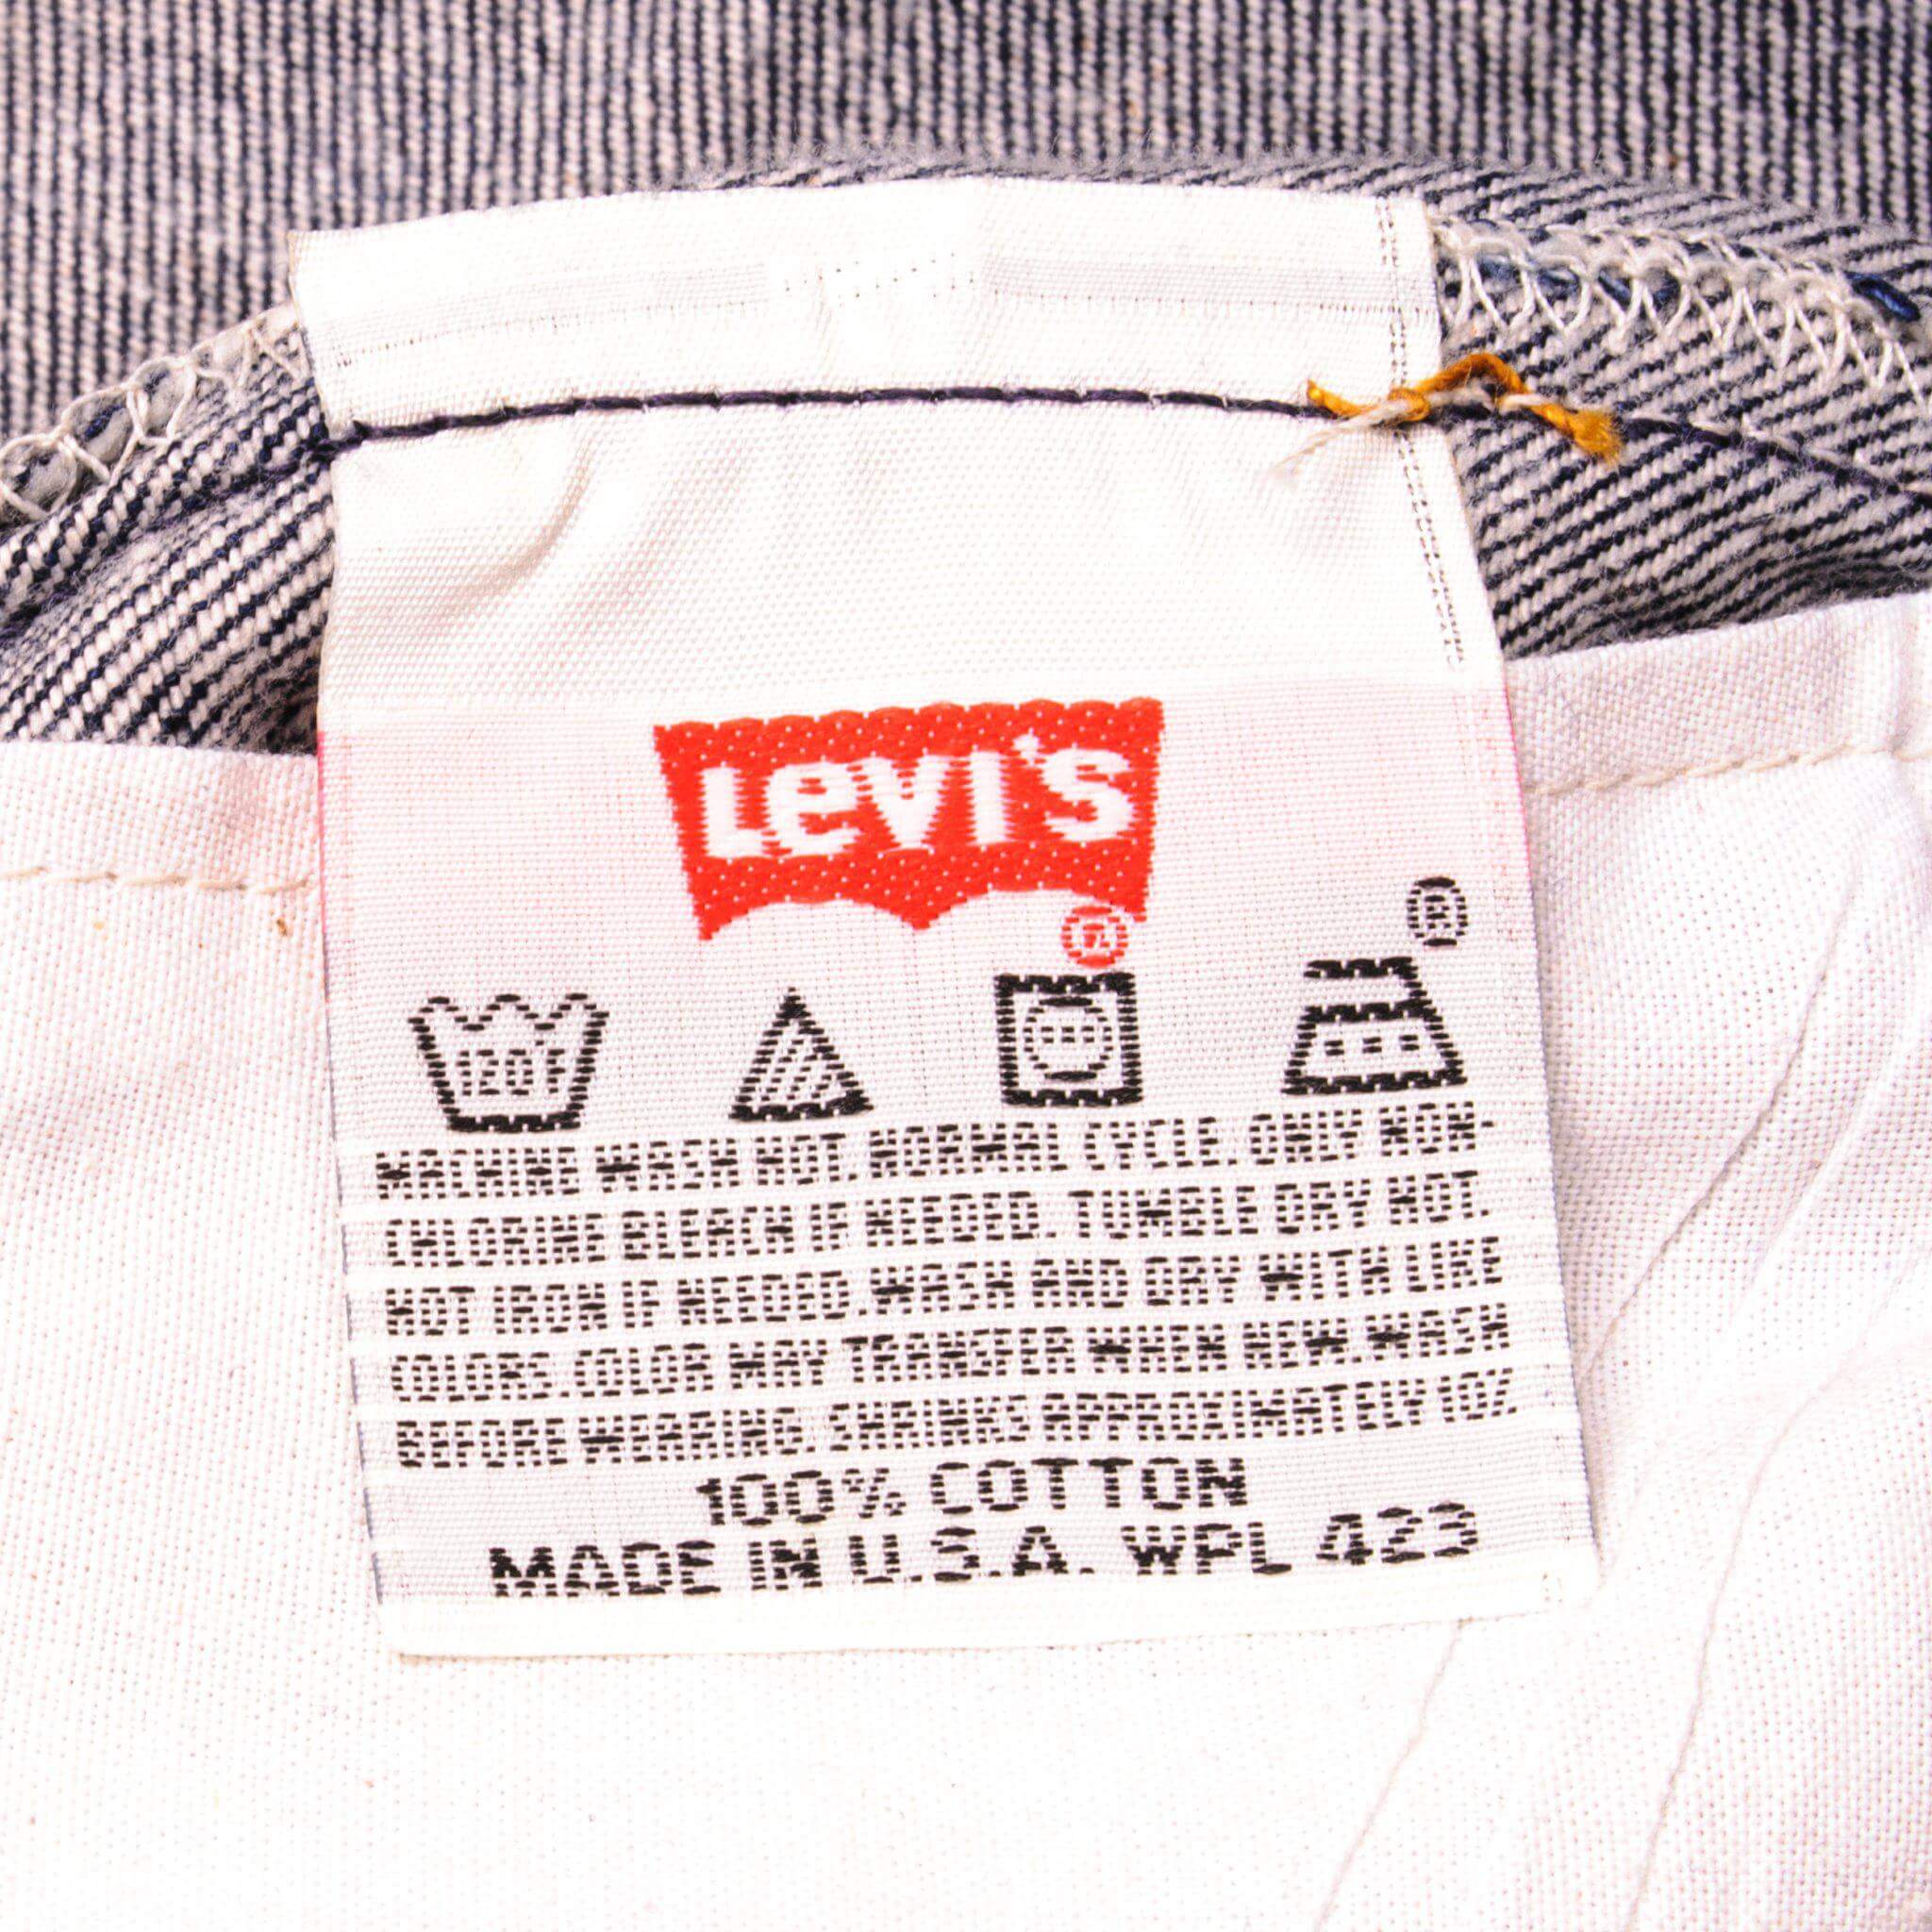 Levi's
®
®
120°F
MACHINE WASH HOT. NORMAL CYCLE. ONLY NON-
CHLORINE BLEACH IF NEEDED. TUMBLE DRY HOT.
HOT IRON IF NEEDED. WASH AND DRY WITH LIKE
COLORS. COLOR MAY TRANSFER WHEN NEW. WASH
BEFORE WEARING. SHRINKS APPROXIMATELY 10%.
100% COTTON
MADE IN U.S.A. WPL 423